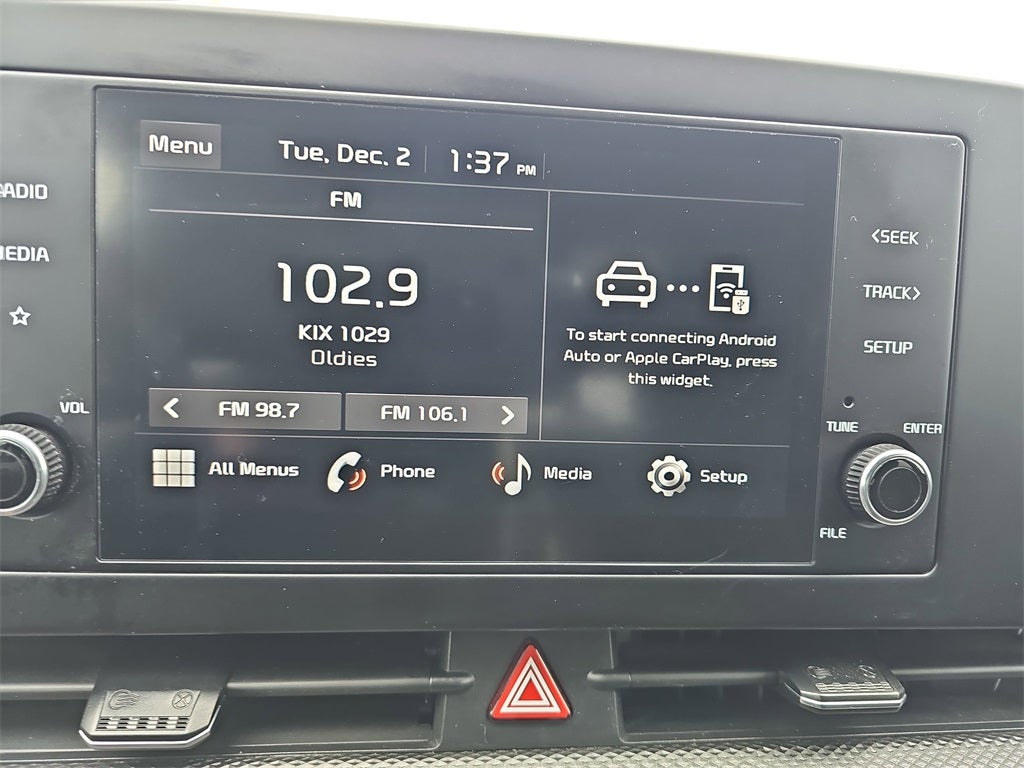 Menu
Tue, Dec. 2
1:37 PM
FM
102.9
KIX 1029
Oldies
FM 98.7
FM 106.1
To start connecting Android
Auto or Apple CarPlay, press
this widget.
All Menus
Phone
Media
Setup
RADIO
MEDIA
VOL
<SEEK
TRACK>
SETUP
TUNE
ENTER
FILE